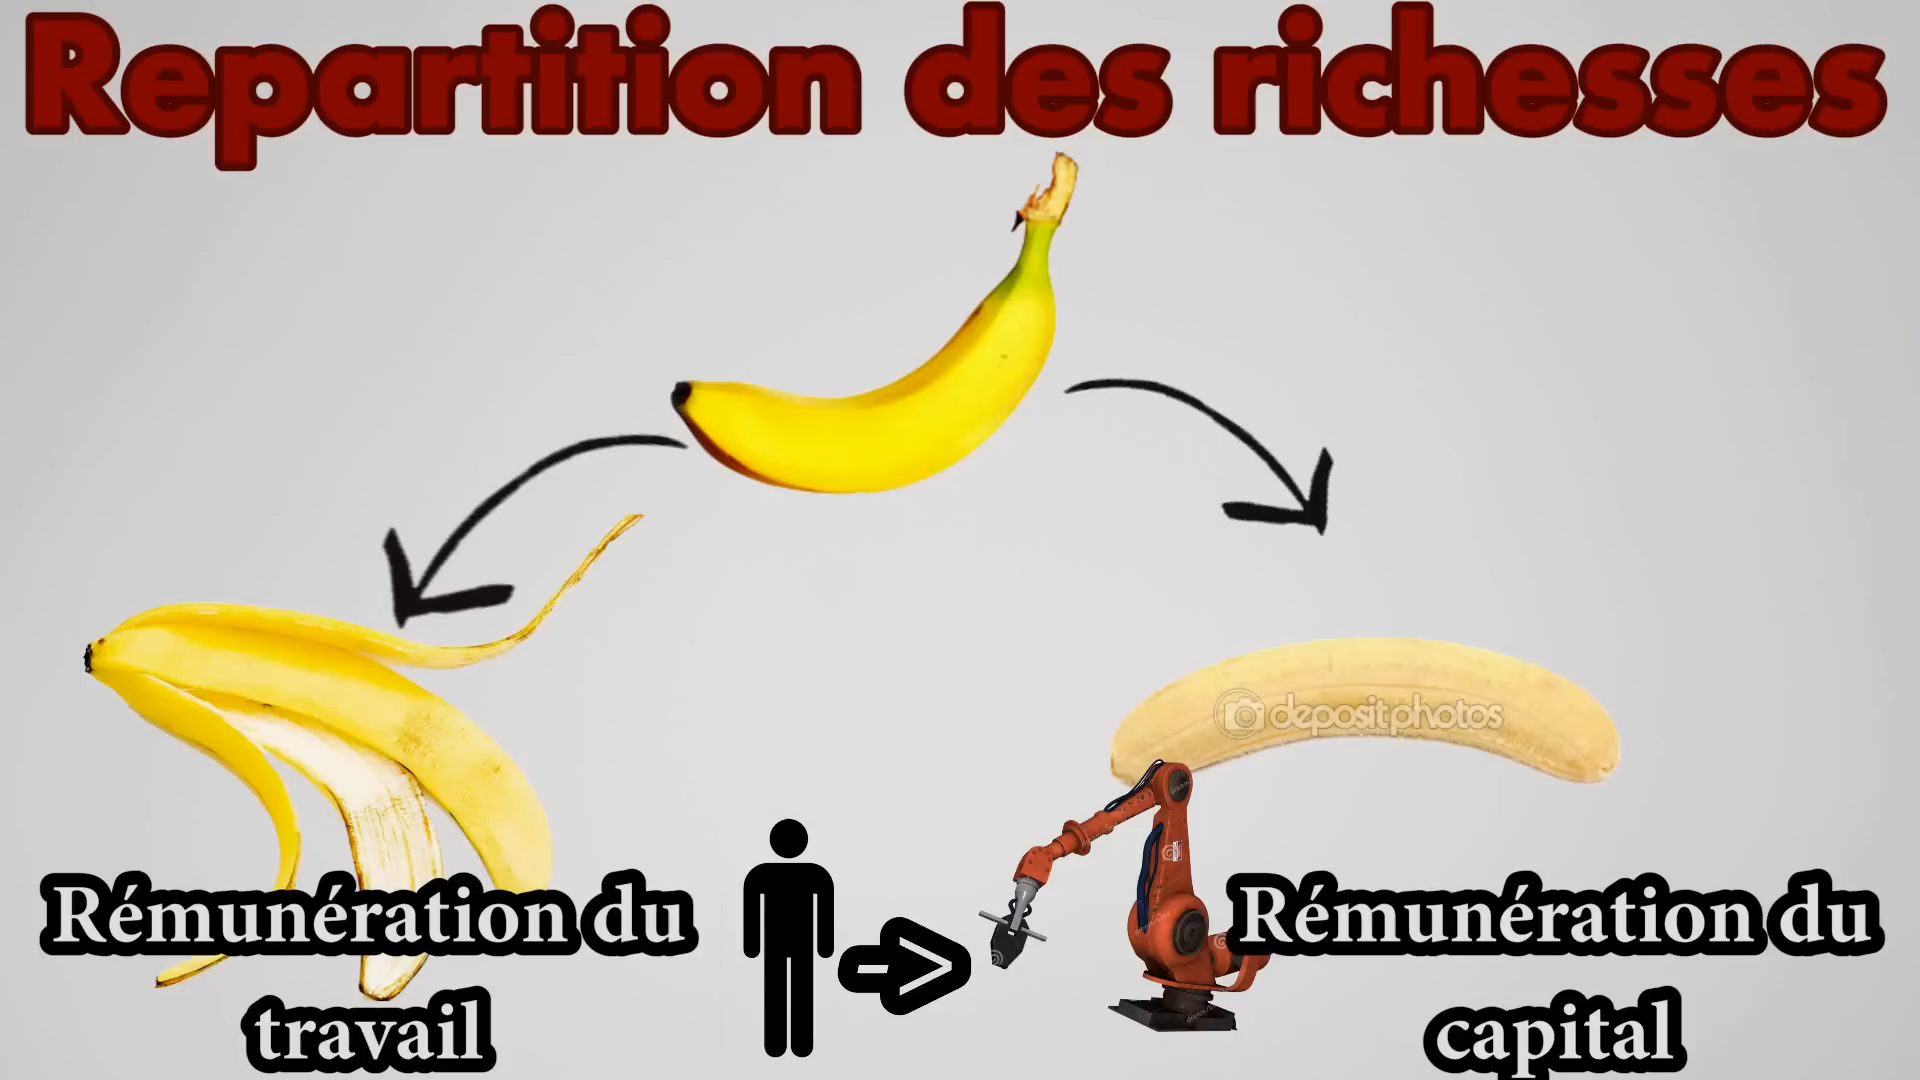 Repartition des richesses
depositphotos
Rémunération du
travail
Rémunération du
capital